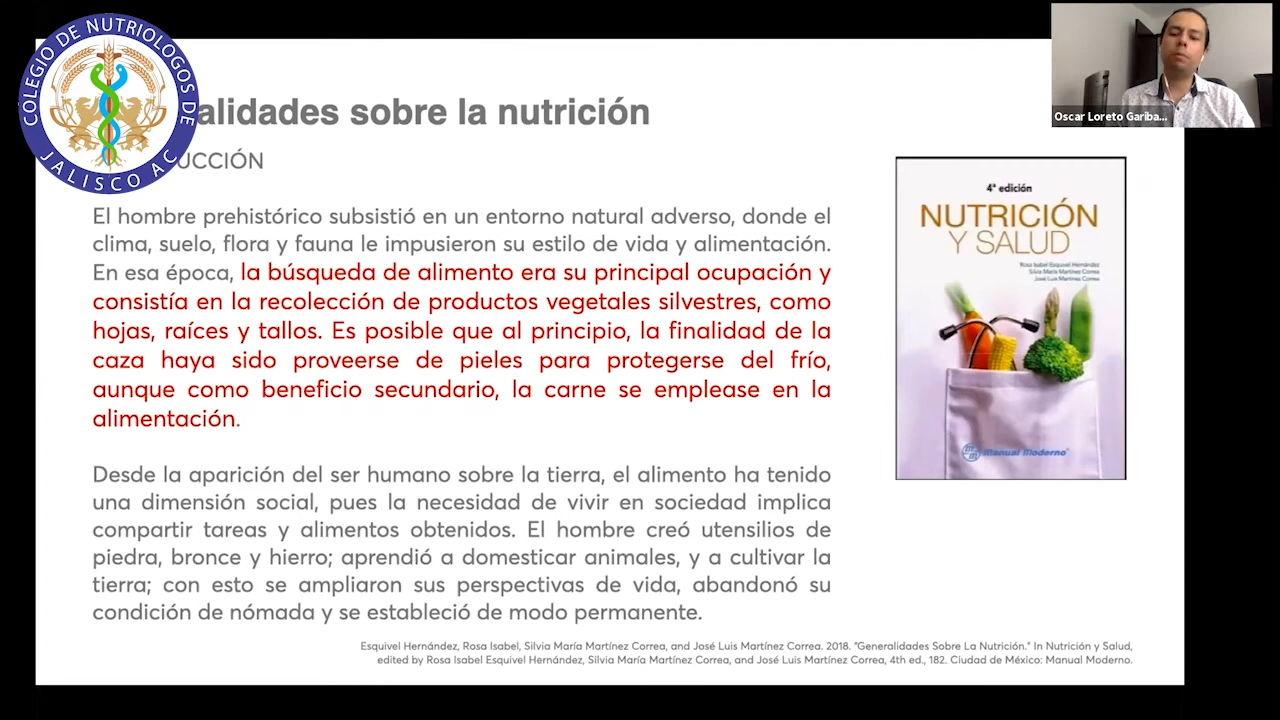 COLEGIO DE NUTRIOLOGOS DE
JALISCO AC
alidades sobre la nutrición
UCCIÓN
El hombre prehistórico subsistió en un entorno natural adverso, donde el
clima, suelo, flora y fauna le impusieron su estilo de vida y alimentación.
En esa época, la búsqueda de alimento era su principal ocupación y
consistía en la recolección de productos vegetales silvestres, como
hojas, raíces y tallos. Es posible que al principio, la finalidad de la
caza haya sido proveerse de pieles para protegerse del frío,
aunque como beneficio secundario, la carne se emplease en la
alimentación.
Desde la aparición del ser humano sobre la tierra, el alimento ha tenido
una dimensión social, pues la necesidad de vivir en sociedad implica
compartir tareas y alimentos obtenidos. El hombre creó utensilios de
piedra, bronce y hierro; aprendió a domesticar animales, y a cultivar la
tierra; con esto se ampliaron sus perspectivas de vida, abandonó su
condición de nómada y se estableció de modo permanente.
Esquivel Hernández, Rosa Isabel, Silvia María Martínez Correa, and José Luis Martínez Correa. 2018. "Generalidades Sobre La Nutrición." In Nutrición y Salud,
edited by Rosa Isabel Esquivel Hernández, Silvia María Martínez Correa, and José Luis Martínez Correa, 4th ed., 182. Ciudad de México: Manual Moderno.
Oscar Loreto Gariba...
4ª edición
NUTRICIÓN
Y SALUD
Rosa Isabel Esquivel Hernández
Silvia María Martínez Correa
José Luis Martínez Correa
Manual Moderno